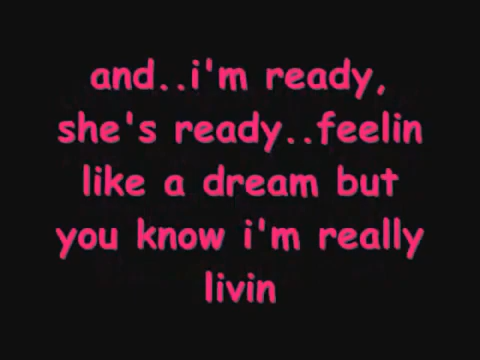 and..i'm ready,
she's ready..feelin
like a dream but
you know i'm really
livin